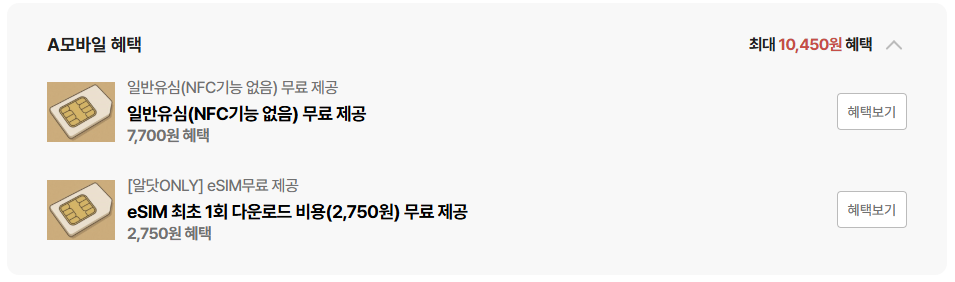 A모바일 혜택
최대 10,450원 혜택
일반유심(NFC기능 없음) 무료 제공
일반유심(NFC기능 없음) 무료 제공
7,700원 혜택
혜택보기
[알닷ONLY] eSIM무료 제공
eSIM 최초 1회 다운로드 비용(2,750원) 무료 제공
2,750원 혜택
혜택보기